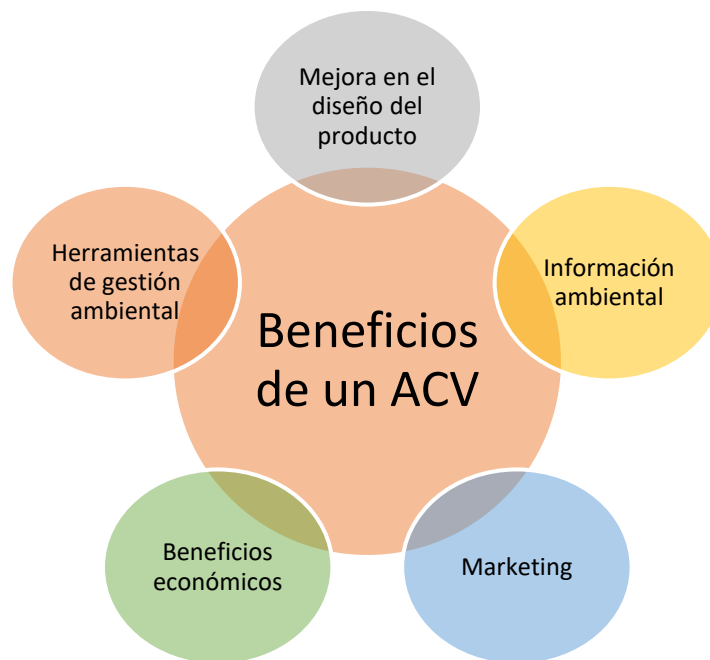 Mejora en el
diseño del
producto
Herramientas
de gestión
ambiental
Información
ambiental
Beneficios
de un ACV
Beneficios
económicos
Marketing